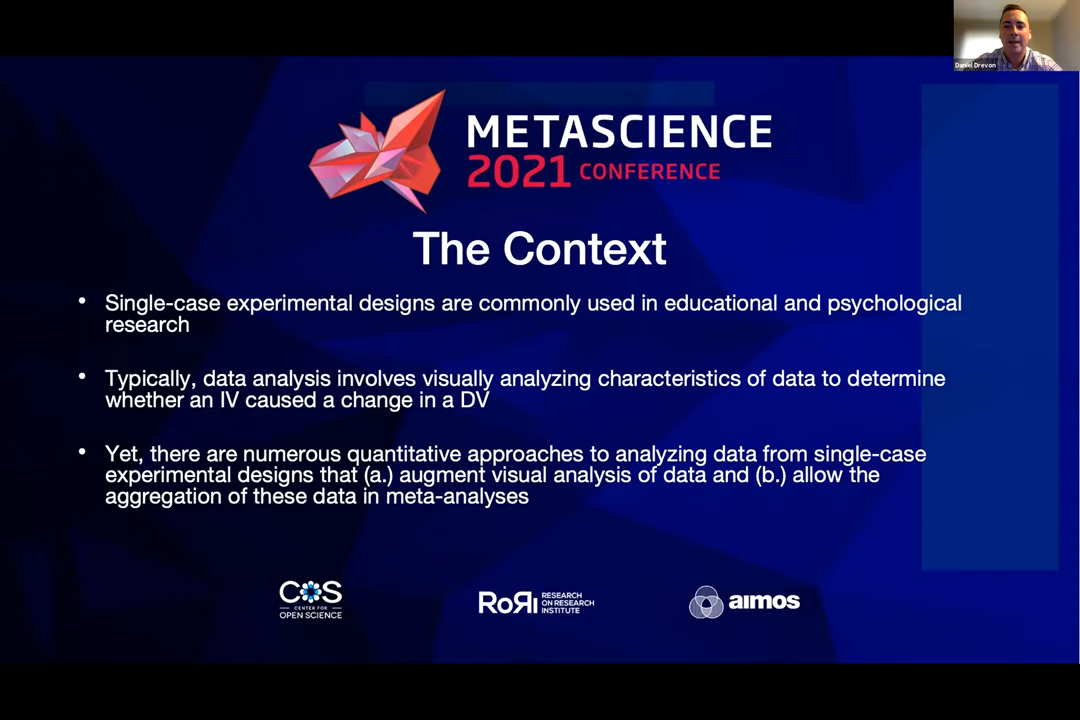 Daniel Drevon
METASCIENCE
2021 CONFERENCE
The Context
• Single-case experimental designs are commonly used in educational and psychological
research
• Typically, data analysis involves visually analyzing characteristics of data to determine
whether an IV caused a change in a DV
• Yet, there are numerous quantitative approaches to analyzing data from single-case
experimental designs that (a.) augment visual analysis of data and (b.) allow the
aggregation of these data in meta-analyses
COS
CENTER FOR
OPEN SCIENCE
RoRI
RESEARCH
ON RESEARCH
INSTITUTE
aimos